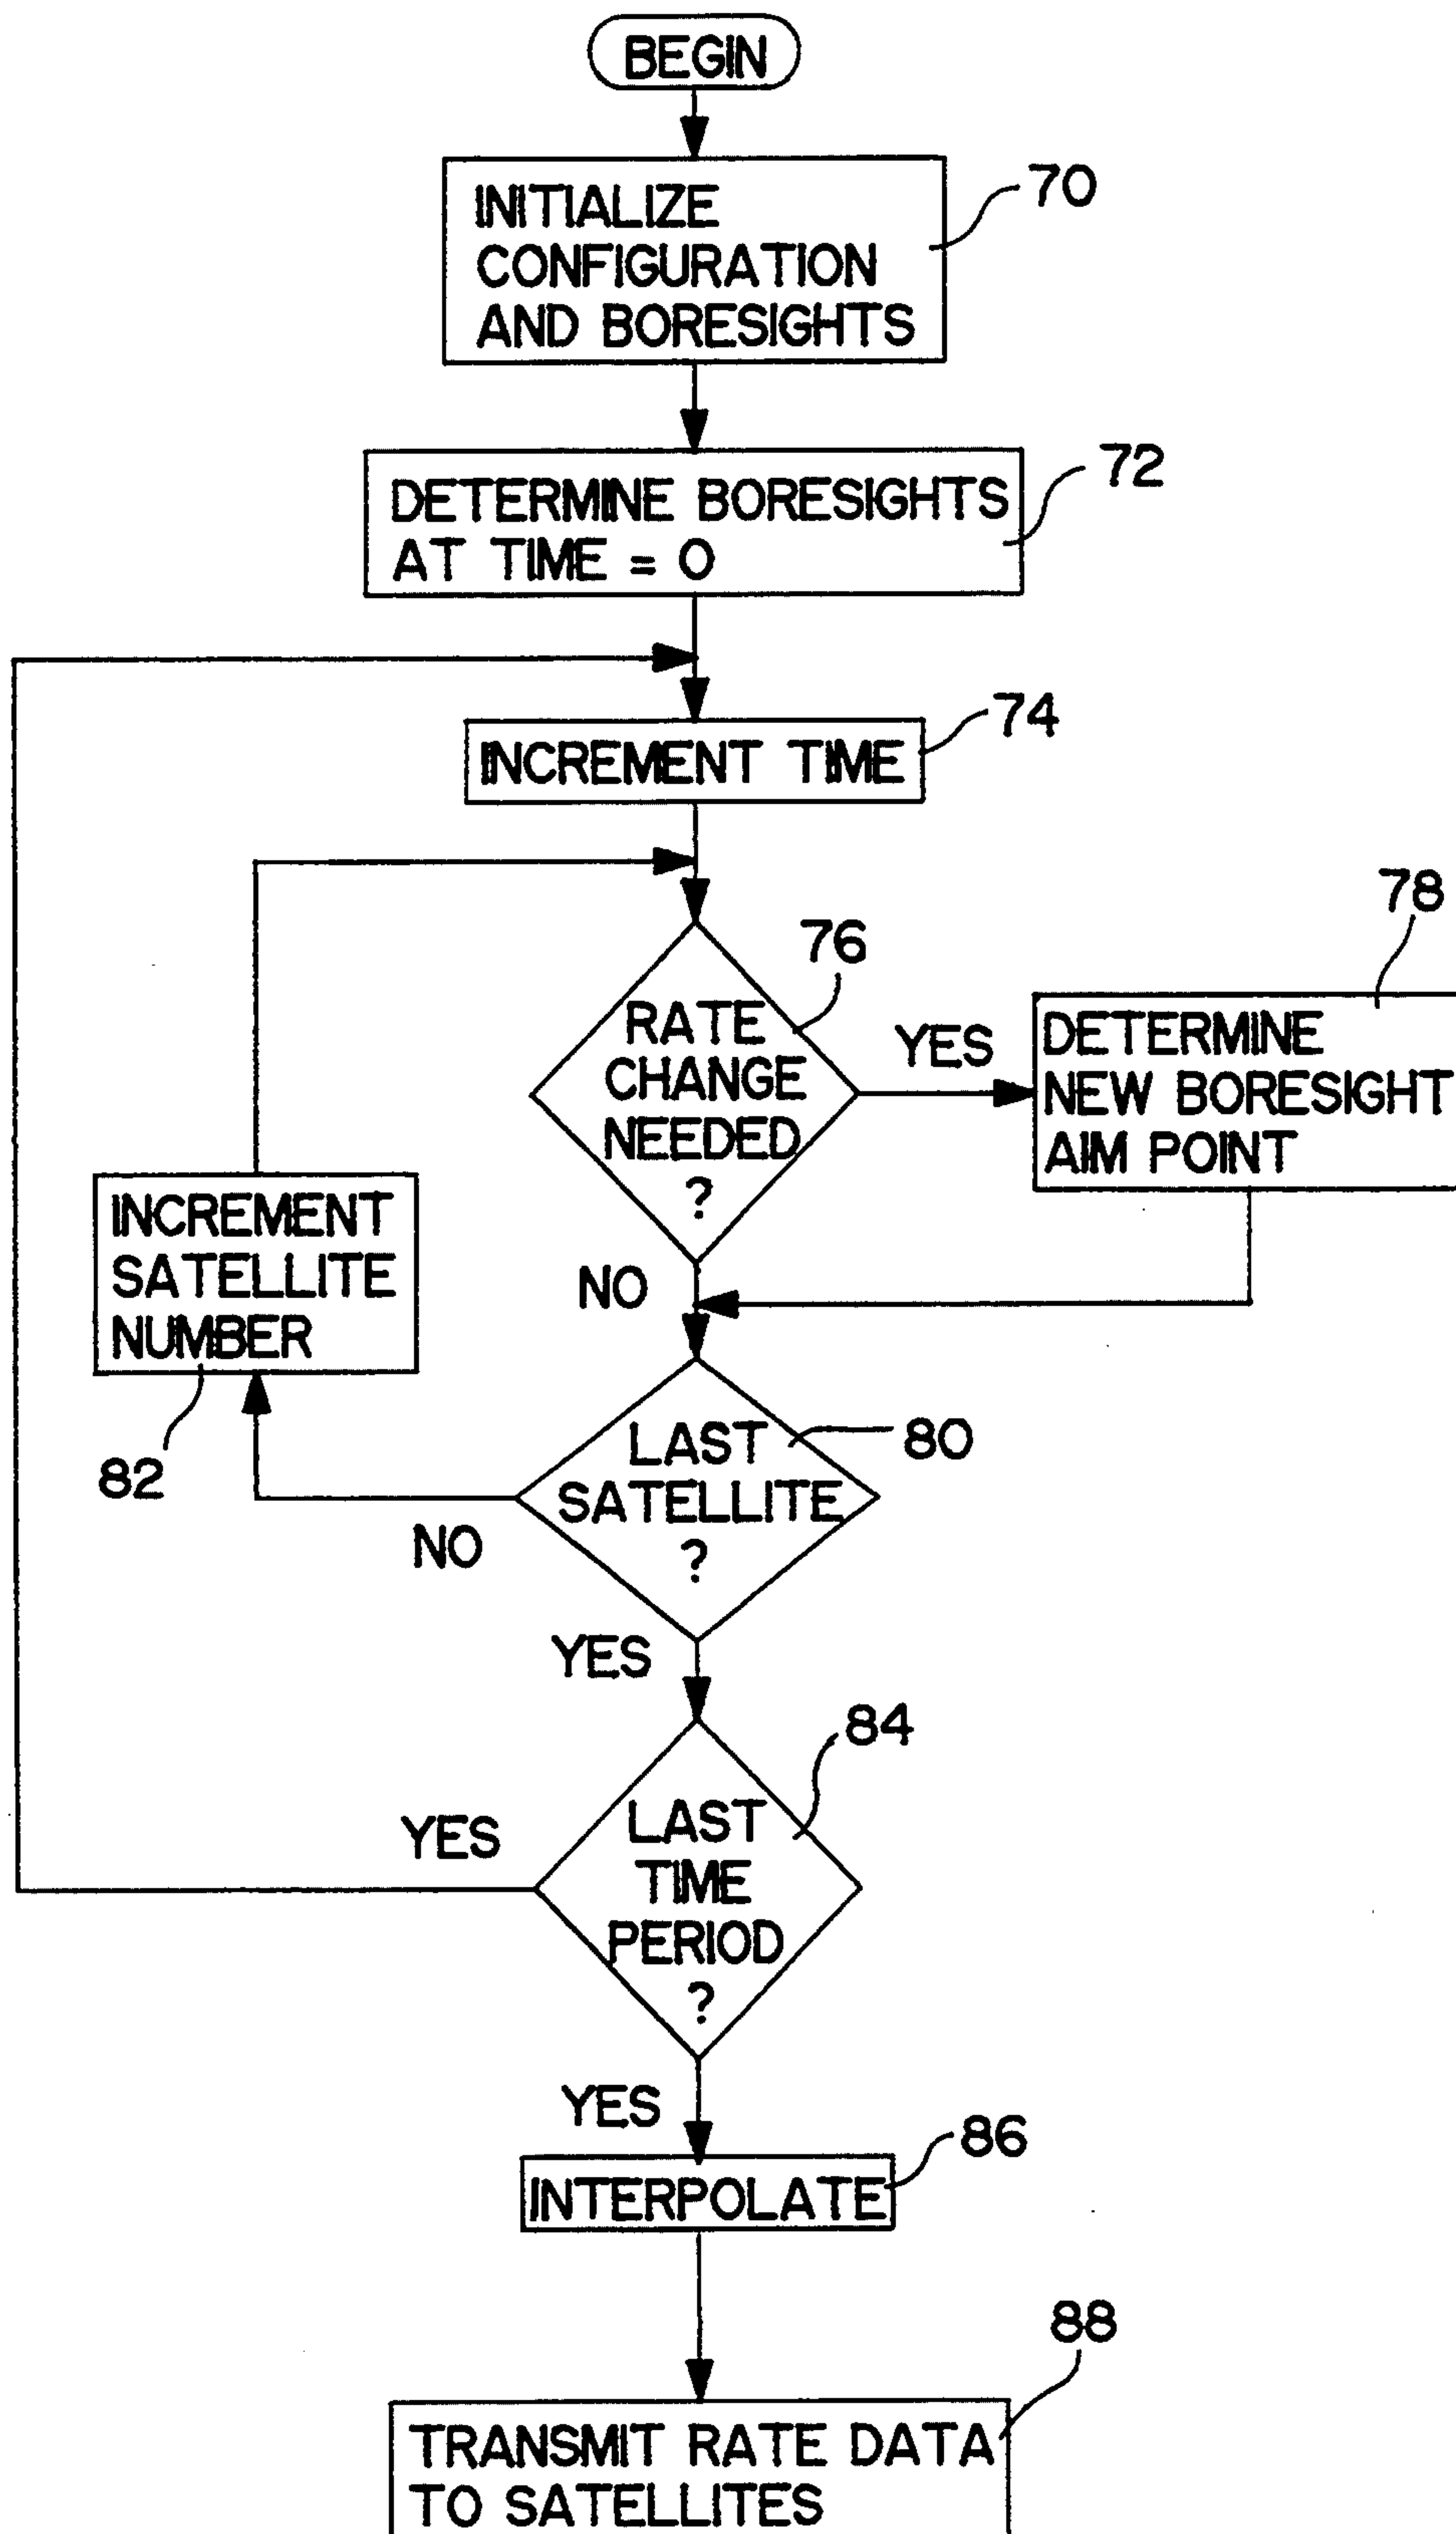 BEGIN
INITIALIZE
CONFIGURATION
AND BORESIGHTS
70
DETERMINE BORESIGHTS
AT TIME = 0
72
INCREMENT TIME
74
RATE
CHANGE
NEEDED
?
76
YES
DETERMINE
NEW BORESIGHT
AIM POINT
78
NO
INCREMENT
SATELLITE
NUMBER
82
LAST
SATELLITE
?
80
NO
YES
LAST
TIME
PERIOD
?
84
YES
YES
INTERPOLATE
86
TRANSMIT RATE DATA
TO SATELLITES
88